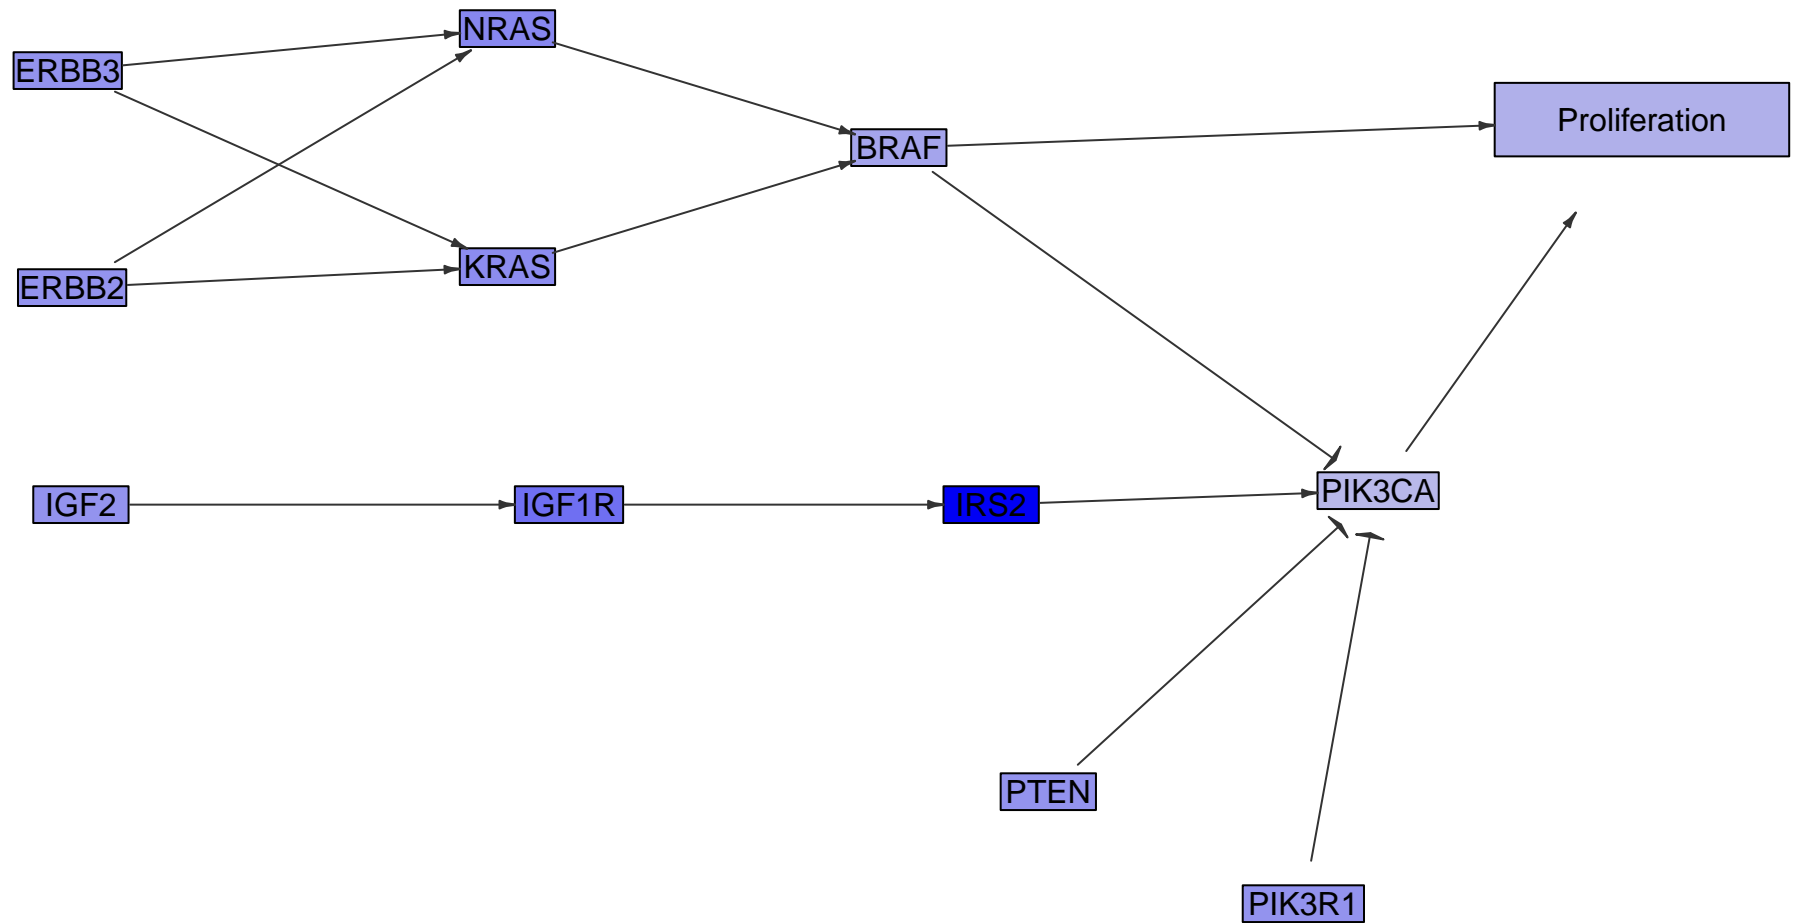 NRAS
ERBB3
Proliferation
BRAF
KRAS
ERBB2
PIK3CA
IGF2
IGF1R
IRS2
PTEN
PIK3R1